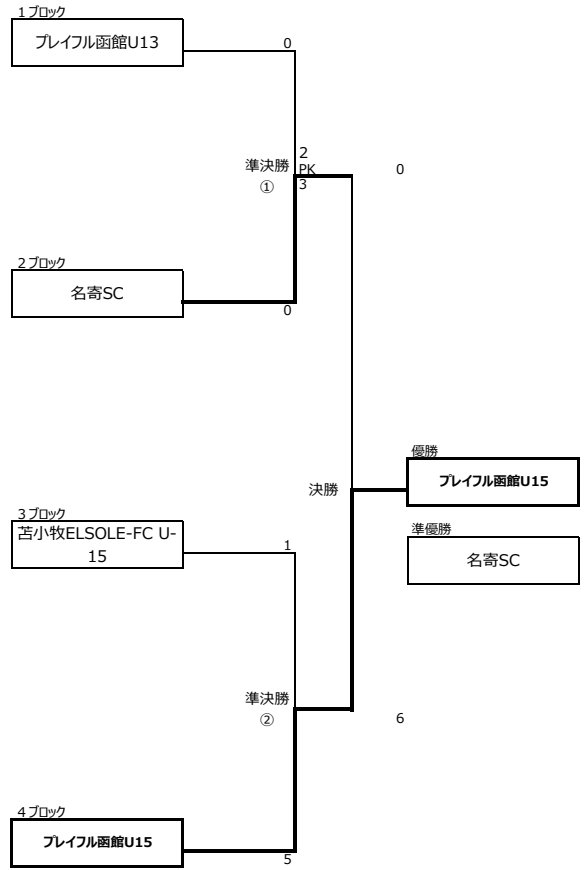 1ブロック
プレイフル函館U13
0
準決勝
①
2
PK
3
0
2ブロック
名寄SC
0
優勝
プレイフル函館U15
決勝
準優勝
名寄SC
3ブロック
苫小牧ELSOLE-FC U-
15
1
準決勝
②
6
4ブロック
プレイフル函館U15
5